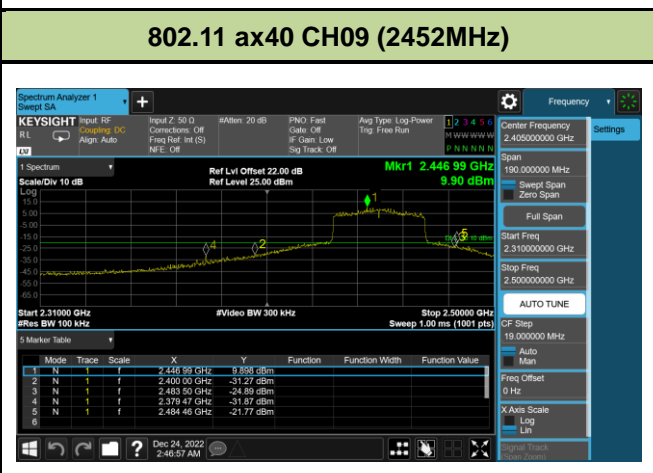 802.11 ax40 CH09 (2452MHz)
Spectrum Analyzer 1
Swept SA
Frequency
KEYSIGHT
RL
LXI
Input: RF
Coupling: DC
Align: Auto
Input Z: 50 Ω
Corrections: Off
Freq Ref: Int (S)
NFE: Off
#Atten: 20 dB
PNO: Fast
Gate: Off
IF Gain: Low
Sig Track: Off
Avg Type: Log-Power
Trig: Free Run
1 2 3 4 5 6
M W W W W W
P N N N N N
Center Frequency
2.405000000 GHz
Settings
1 Spectrum
Scale/Div 10 dB
Ref Lvl Offset 22.00 dB
Ref Level 25.00 dBm
Mkr1 2.446 99 GHz
9.90 dBm
Span
190.000000 MHz
Swept Span
Zero Span
Full Span
Log
15.0
5.00
-5.00
-15.0
-25.0
-35.0
-45.0
-55.0
-65.0
1
2
4
Start Freq
2.310000000 GHz
Stop Freq
2.500000000 GHz
AUTO TUNE
Start 2.31000 GHz
#Res BW 100 kHz
#Video BW 300 kHz
Stop 2.50000 GHz
Sweep 1.00 ms (1001 pts)
CF Step
19.000000 MHz
Auto
Man
5 Marker Table
Mode Trace Scale X Y Function Function Width Function Value
1 N 1 f 2.446 99 GHz 9.898 dBm
2 N 1 f 2.400 00 GHz -31.27 dBm
3 N 1 f 2.483 50 GHz -24.89 dBm
4 N 1 f 2.379 47 GHz -31.87 dBm
5 N 1 f 2.484 46 GHz -21.77 dBm
6
Freq Offset
0 Hz
X Axis Scale
Log
Lin
Signal Track
(Span Zoom)
?
Dec 24, 2022
2:46:57 AM